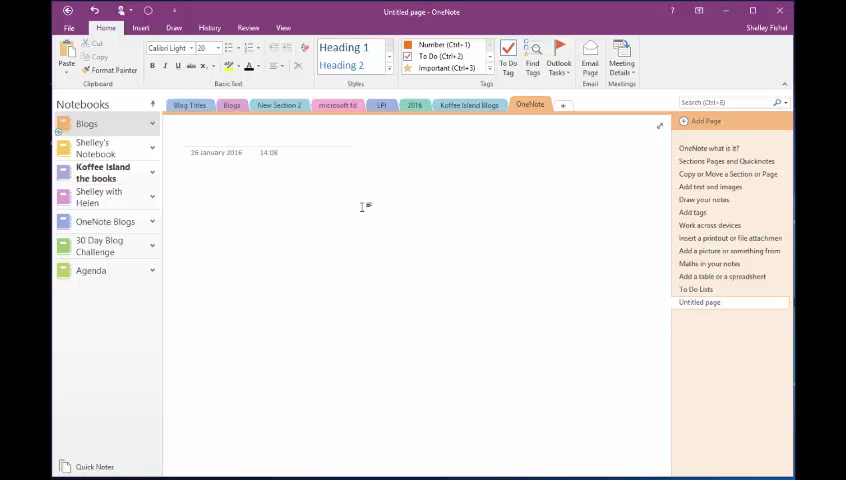 Untitled page - OneNote
File
Home
Insert
Draw
History
Review
View
Shelley Fishel
Paste
Cut
Copy
Format Painter
Clipboard
Calibri Light
20
B I U abc x
A
Basic Text
Heading 1
Heading 2
Styles
Number (Ctrl+1)
To Do (Ctrl+2)
Important (Ctrl+3)
Tags
To Do
Tag
Find
Tags
Outlook
Tasks
Email
Page
Email
Meeting
Details
Meetings
Notebooks
Blogs
Shelley's
Notebook
Koffee Island
the books
Shelley with
Helen
OneNote Blogs
30 Day Blog
Challenge
Agenda
Quick Notes
Blog Titles
Blogs
New Section 2
microsoft fd
LPI
2016
Koffee Island Blogs
OneNote
26 January 2016 14:08
Search (Ctrl+E)
Add Page
OneNote what is it?
Sections Pages and Quicknotes
Copy or Move a Section or Page
Add text and images
Draw your notes
Add tags
Work across devices
Insert a printout or file attachmen
Add a picture or something from
Maths in your notes
Add a table or a spreadsheet
To Do Lists
Untitled page